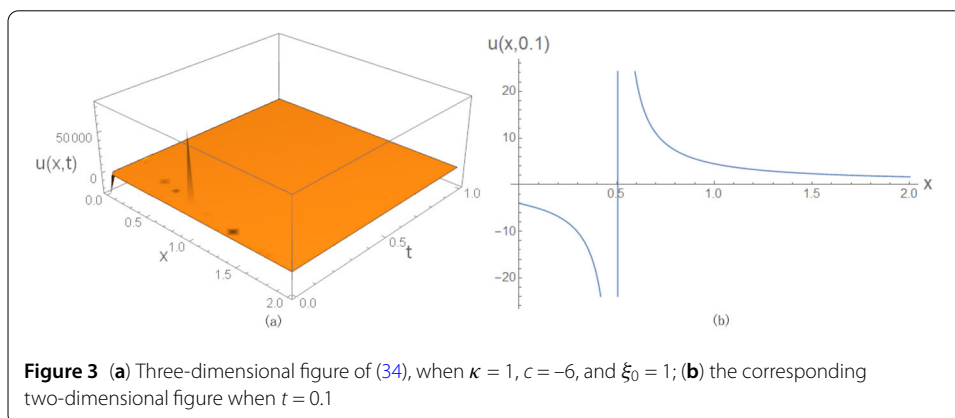 u(x,t)
50 000
0
0.0
0.5
x 1.0
1.5
2.0
0.0
0.5
t
1.0
(a)
u(x,0.1)
20
10
0.5
1.0
1.5
2.0
x
−10
−20
(b)
Figure 3 (a) Three-dimensional figure of (34), when κ = 1, c = –6, and ξ₀ = 1; (b) the corresponding
two-dimensional figure when t = 0.1